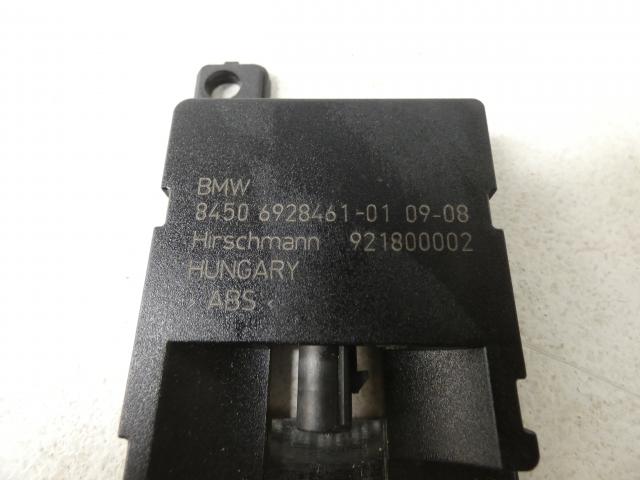 BMW
8450 6928461-01 09-08
Hirschmann 921800002
HUNGARY
> ABS <